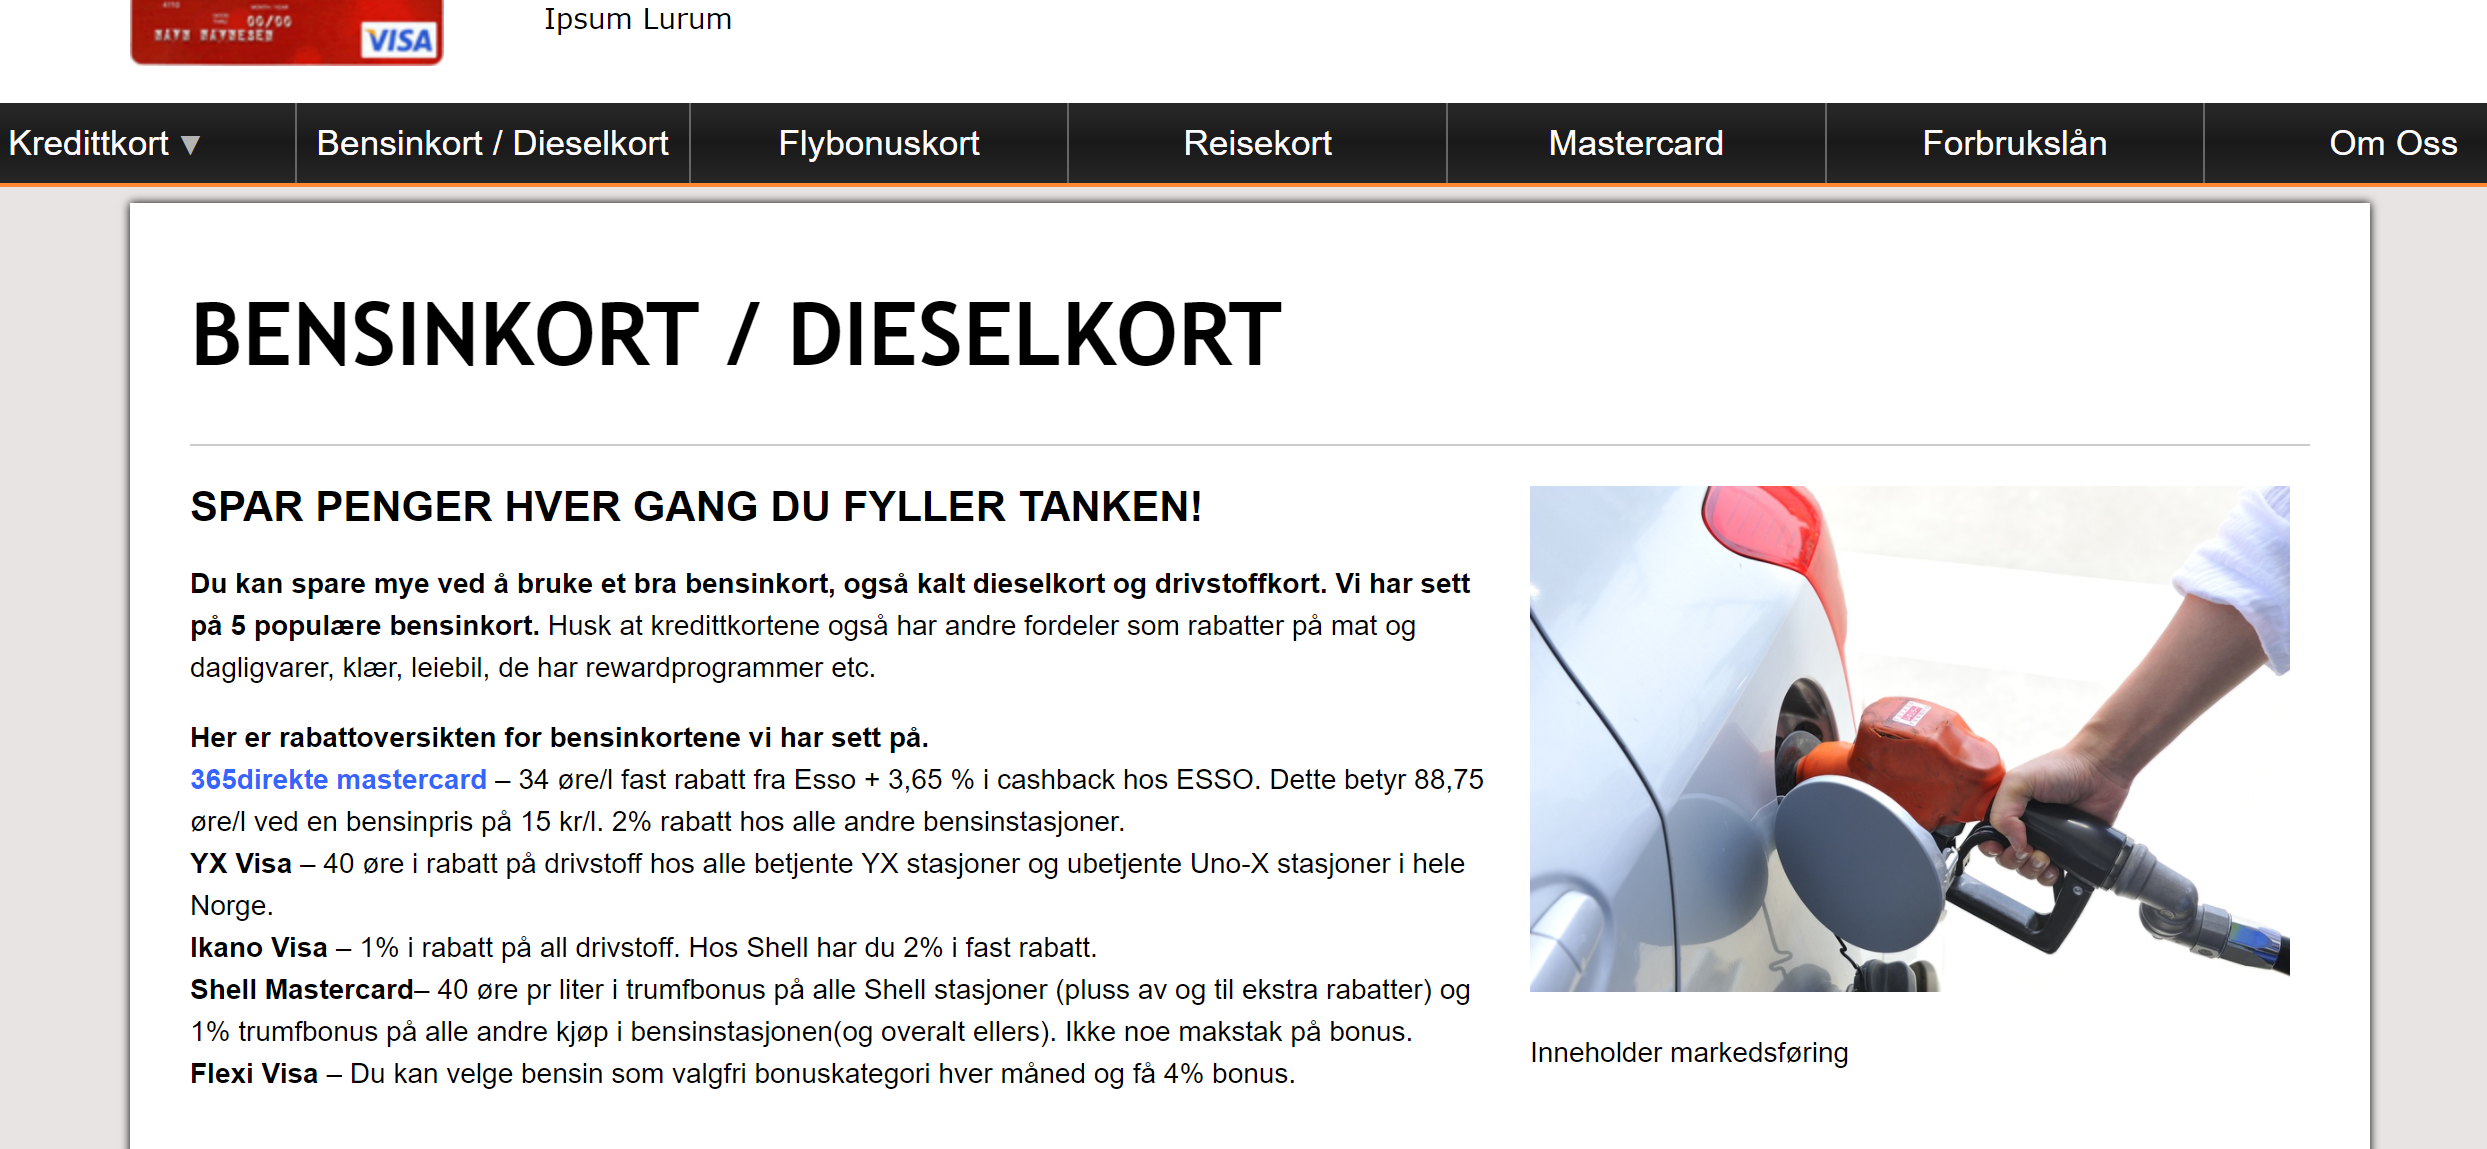 Ipsum Lurum
00/00
NAVN NAVNESEN
VISA
Kredittkort ▼
Bensinkort / Dieselkort
Flybonuskort
Reisekort
Mastercard
Forbrukslån
Om Oss
BENSINKORT / DIESELKORT
SPAR PENGER HVER GANG DU FYLLER TANKEN!
Du kan spare mye ved å bruke et bra bensinkort, også kalt dieselkort og drivstoffkort. Vi har sett
på 5 populære bensinkort. Husk at kredittkortene også har andre fordeler som rabatter på mat og
dagligvarer, klær, leiebil, de har rewardprogrammer etc.
Her er rabattoversikten for bensinkortene vi har sett på.
365direkte mastercard – 34 øre/l fast rabatt fra Esso + 3,65 % i cashback hos ESSO. Dette betyr 88,75
øre/l ved en bensinpris på 15 kr/l. 2% rabatt hos alle andre bensinstasjoner.
YX Visa – 40 øre i rabatt på drivstoff hos alle betjente YX stasjoner og ubetjente Uno-X stasjoner i hele
Norge.
Ikano Visa – 1% i rabatt på all drivstoff. Hos Shell har du 2% i fast rabatt.
Shell Mastercard– 40 øre pr liter i trumfbonus på alle Shell stasjoner (pluss av og til ekstra rabatter) og
1% trumfbonus på alle andre kjøp i bensinstasjonen(og overalt ellers). Ikke noe makstak på bonus.
Flexi Visa – Du kan velge bensin som valgfri bonuskategori hver måned og få 4% bonus.
Inneholder markedsføring